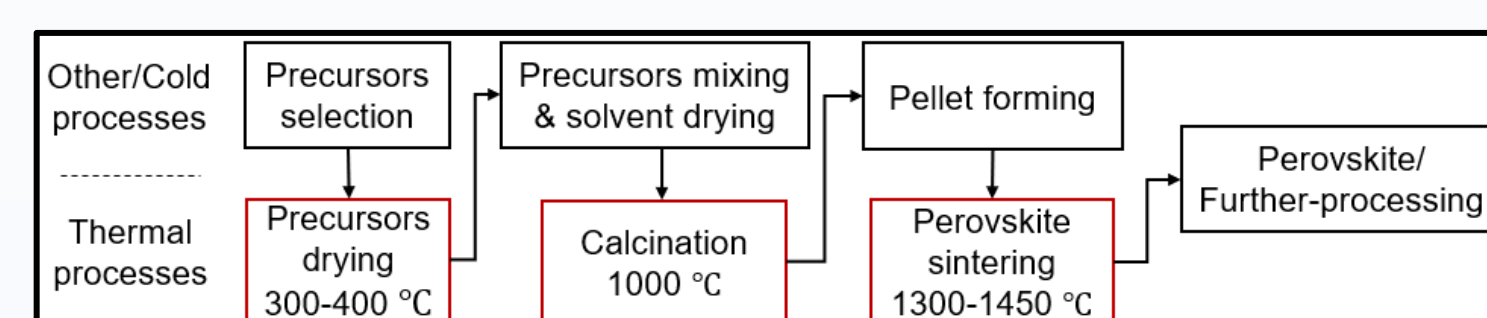 Other/Cold
processes
Precursors
selection
Precursors mixing
& solvent drying
Pellet forming
Perovskite/
Further-processing
Thermal
processes
Precursors
drying
300-400 ℃
Calcination
1000 ℃
Perovskite
sintering
1300-1450 ℃